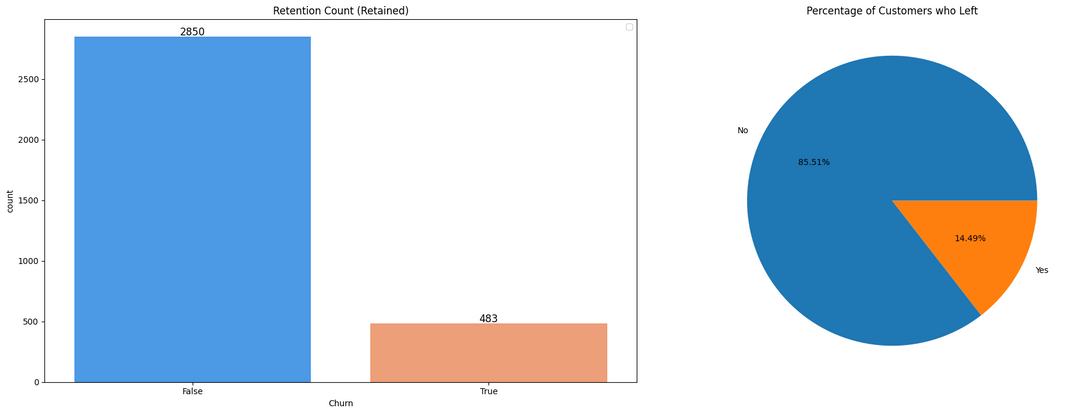 Retention Count (Retained)
2850
483
2500
2000
1500
1000
500
0
count
False
True
Churn
Percentage of Customers who Left
No
85.51%
14.49%
Yes